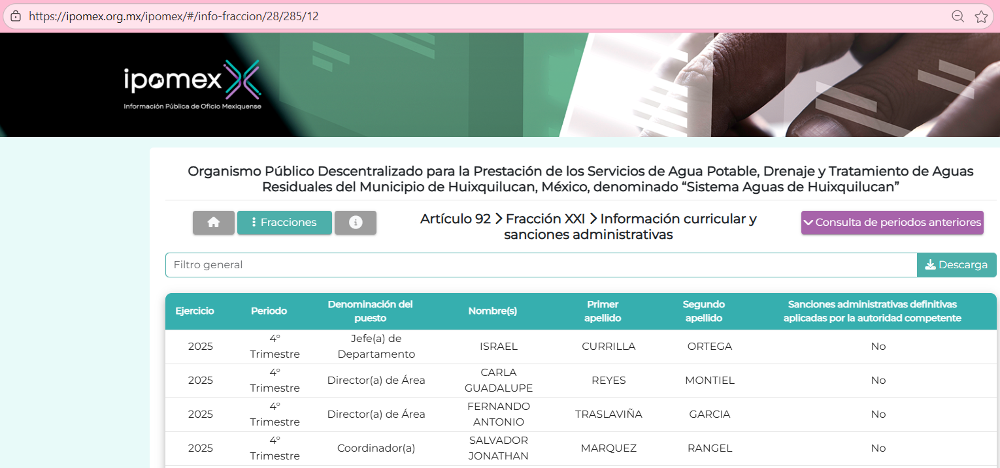 https://ipomex.org.mx/ipomex/#/info-fraccion/28/285/12
ipomex
Información Pública de Oficio Mexiquense
Organismo Público Descentralizado para la Prestación de los Servicios de Agua Potable, Drenaje y Tratamiento de Aguas
Residuales del Municipio de Huixquilucan, México, denominado “Sistema Aguas de Huixquilucan”
Fracciones
Artículo 92 > Fracción XXI > Información curricular y
sanciones administrativas
Consulta de periodos anteriores
Filtro general
Descarga
Ejercicio Periodo Denominación del puesto Nombre(s) Primer apellido Segundo apellido Sanciones administrativas definitivas aplicadas por la autoridad competente
2025 4° Trimestre Jefe(a) de Departamento ISRAEL CURRILLA ORTEGA No
2025 4° Trimestre Director(a) de Área CARLA GUADALUPE REYES MONTIEL No
2025 4° Trimestre Director(a) de Área FERNANDO ANTONIO TRASLAVIÑA GARCIA No
2025 4° Trimestre Coordinador(a) SALVADOR JONATHAN MARQUEZ RANGEL No